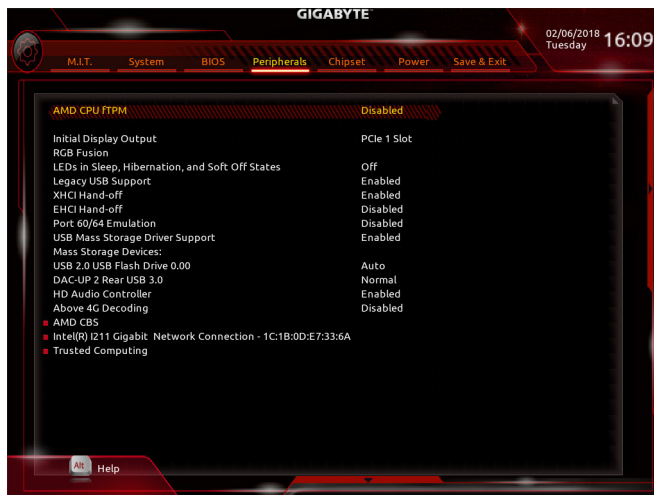 GIGABYTE
02/06/2018
Tuesday
16:09
M.I.T. System BIOS Peripherals Chipset Power Save & Exit
AMD CPU fTPM Disabled
Initial Display Output PCIe 1 Slot
RGB Fusion
LEDs in Sleep, Hibernation, and Soft Off States Off
Legacy USB Support Enabled
XHCI Hand-off Enabled
EHCI Hand-off Disabled
Port 60/64 Emulation Disabled
USB Mass Storage Driver Support Enabled
Mass Storage Devices:
USB 2.0 USB Flash Drive 0.00 Auto
DAC-UP 2 Rear USB 3.0 Normal
HD Audio Controller Enabled
Above 4G Decoding Disabled
AMD CBS
Intel(R) I211 Gigabit Network Connection - 1C:1B:0D:E7:33:6A
Trusted Computing
Alt Help